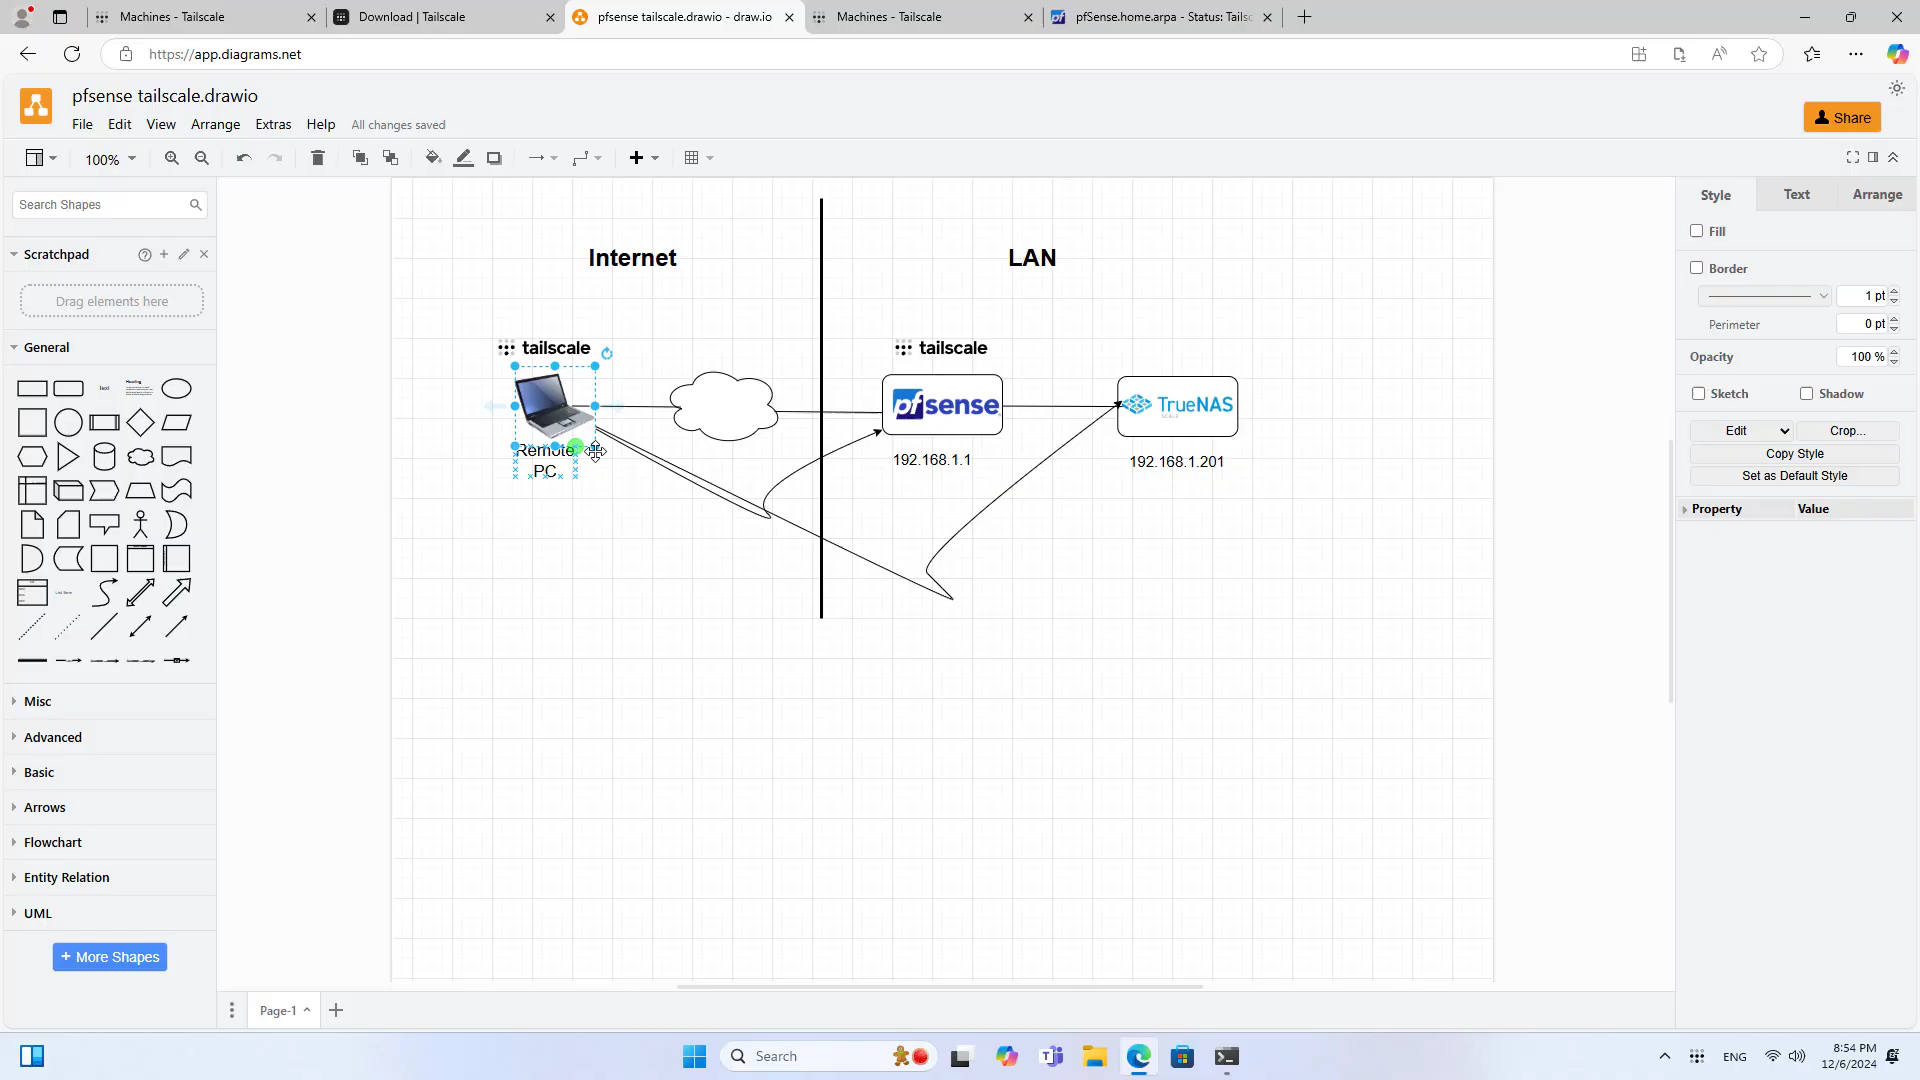 Machines - Tailscale
Download | Tailscale
pfsense tailscale.drawio - draw.io
Machines - Tailscale
pfSense.home.arpa - Status: Tailsc
https://app.diagrams.net
pfsense tailscale.drawio
File
Edit
View
Arrange
Extras
Help
All changes saved
Share
100%
Search Shapes
Scratchpad
Drag elements here
General
Text
Heading
Misc
Advanced
Basic
Arrows
Flowchart
Entity Relation
UML
+ More Shapes
Internet
LAN
tailscale
Remote
PC
tailscale
pfsense
192.168.1.1
TrueNAS
SCALE
192.168.1.201
Style
Text
Arrange
Fill
Border
1 pt
Perimeter
0 pt
Opacity
100 %
Sketch
Shadow
Edit
Crop...
Copy Style
Set as Default Style
Property
Value
Page-1
Search
ENG
8:54 PM
12/6/2024